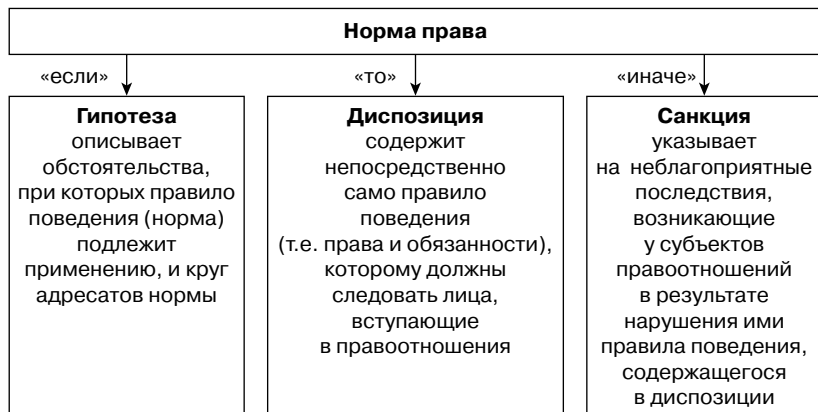 Норма права
«если» «то» «иначе»
Гипотеза
описывает
обстоятельства,
при которых правило
поведения (норма)
подлежит
применению, и круг
адресатов нормы
Диспозиция
содержит
непосредственно
само правило
поведения
(т.е. права и обязанности),
которому должны
следовать лица,
вступающие
в правоотношения
Санкция
указывает
на неблагоприятные
последствия,
возникающие
у субъектов
правоотношений
в результате
нарушения ими
правила поведения,
содержащегося
в диспозиции